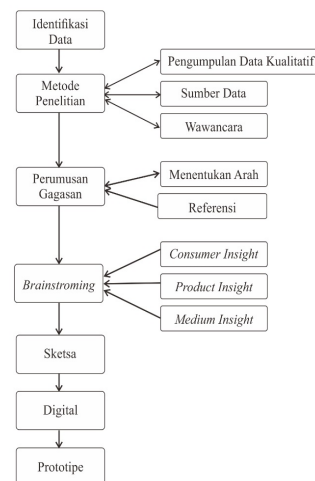 Identifikasi
Data
Metode
Penelitian
Pengumpulan Data Kualitatif
Sumber Data
Wawancara
Perumusan
Gagasan
Menentukan Arah
Referensi
Brainstroming
Consumer Insight
Product Insight
Medium Insight
Sketsa
Digital
Prototipe